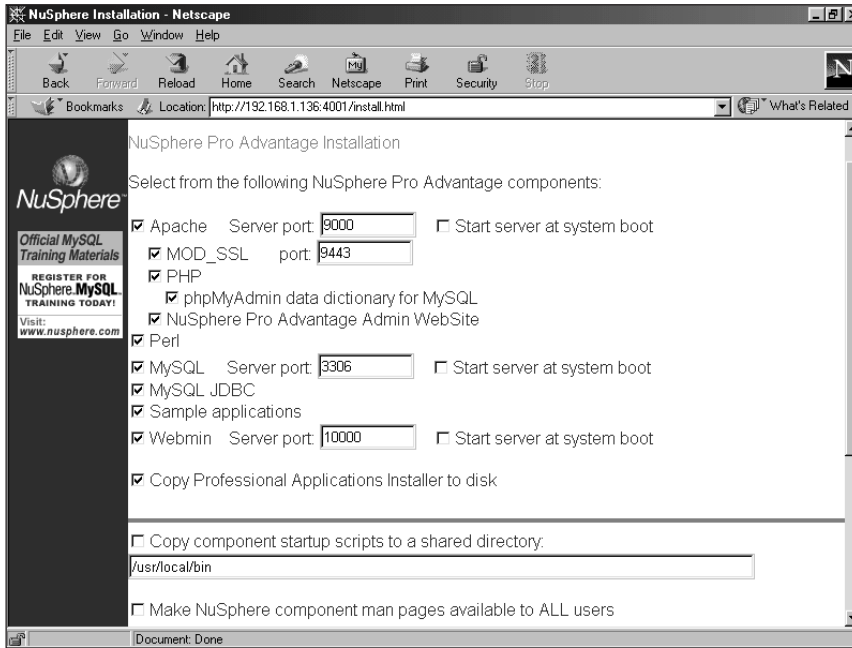 NuSphere Installation - Netscape
File Edit View Go Window Help
Back Forward Reload Home Search Netscape Print Security Stop
My
N
Bookmarks Location: http://192.168.1.136:4001/install.html What's Related
NuSphere™
Official MySQL
Training Materials
REGISTER FOR
NuSphere.MySQL.
TRAINING TODAY!
Visit:
www.nusphere.com
NuSphere Pro Advantage Installation
Select from the following NuSphere Pro Advantage components:
Apache Server port: 9000 Start server at system boot
MOD_SSL port: 9443
PHP
phpMyAdmin data dictionary for MySQL
NuSphere Pro Advantage Admin WebSite
Perl
MySQL Server port: 3306 Start server at system boot
MySQL JDBC
Sample applications
Webmin Server port: 10000 Start server at system boot
Copy Professional Applications Installer to disk
Copy component startup scripts to a shared directory:
/usr/local/bin
Make NuSphere component man pages available to ALL users
Document: Done